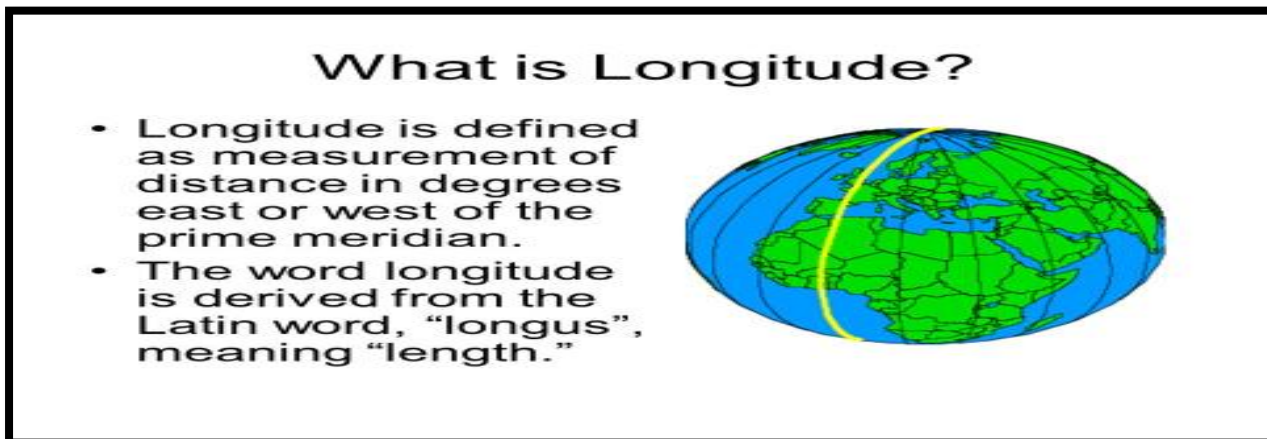 What is Longitude?
• Longitude is defined
as measurement of
distance in degrees
east or west of the
prime meridian.
• The word longitude
is derived from the
Latin word, “longus”,
meaning “length.”